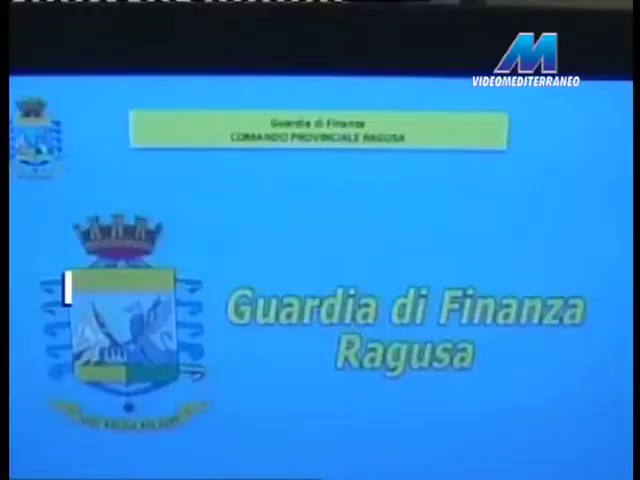 M
VIDEOMEDITERRANEO
Guardia di Finanza
COMANDO PROVINCIALE RAGUSA
Guardia di Finanza
Ragusa